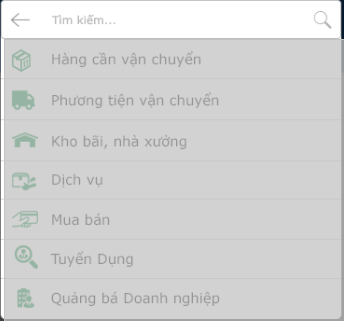 Tìm kiếm...
Hàng cần vận chuyển
Phương tiện vận chuyển
Kho bãi, nhà xưởng
Dịch vụ
Mua bán
Tuyển Dụng
Quảng bá Doanh nghiệp